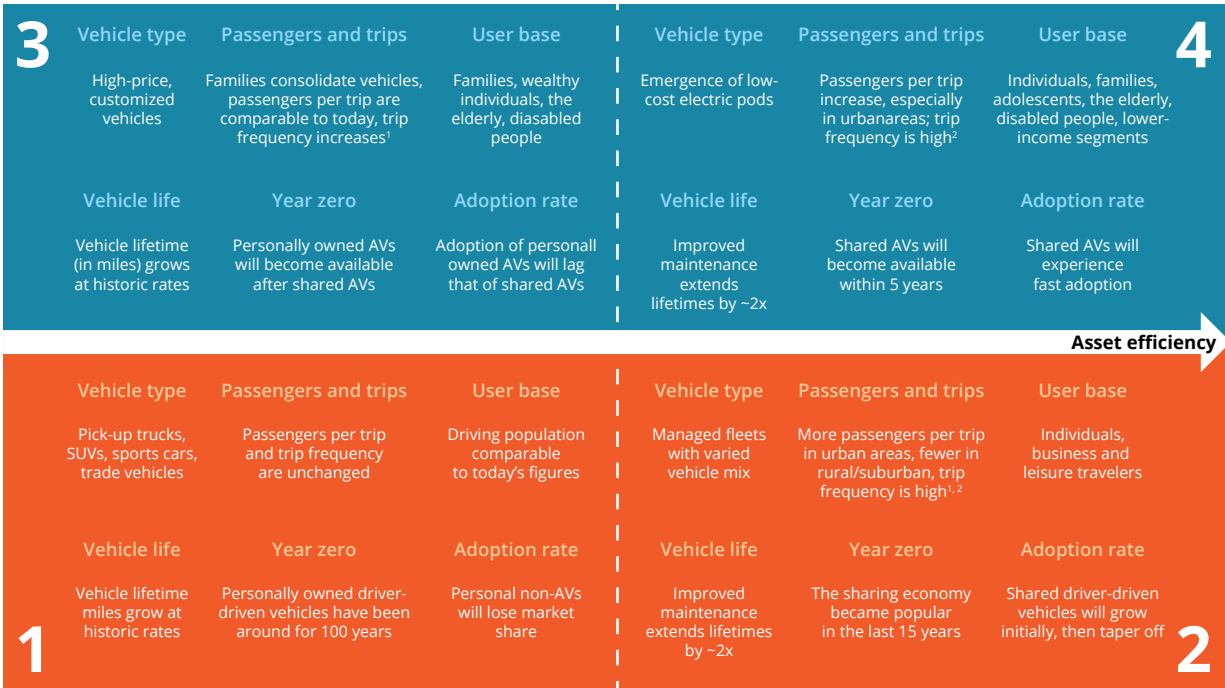 3
Vehicle type
High-price,
customized
vehicles
Passengers and trips
Families consolidate vehicles,
passengers per trip are
comparable to today, trip
frequency increases¹
User base
Families, wealthy
individuals, the
elderly, diasabled
people
Vehicle life
Vehicle lifetime
(in miles) grows
at historic rates
Year zero
Personally owned AVs
will become available
after shared AVs
Adoption rate
Adoption of personall
owned AVs will lag
that of shared AVs
4
Vehicle type
Emergence of low-
cost electric pods
Passengers and trips
Passengers per trip
increase, especially
in urbanareas; trip
frequency is high²
User base
Individuals, families,
adolescents, the elderly,
disabled people, lower-
income segments
Vehicle life
Improved
maintenance
extends
lifetimes by ~2x
Year zero
Shared AVs will
become available
within 5 years
Adoption rate
Shared AVs will
experience
fast adoption
Asset efficiency
1
Vehicle type
Pick-up trucks,
SUVs, sports cars,
trade vehicles
Passengers and trips
Passengers per trip
and trip frequency
are unchanged
User base
Driving population
comparable
to today's figures
Vehicle life
Vehicle lifetime
miles grow at
historic rates
Year zero
Personally owned driver-
driven vehicles have been
around for 100 years
Adoption rate
Personal non-AVs
will lose market
share
2
Vehicle type
Managed fleets
with varied
vehicle mix
Passengers and trips
More passengers per trip
in urban areas, fewer in
rural/suburban, trip
frequency is high¹˒ ²
User base
Individuals,
business and
leisure travelers
Vehicle life
Improved
maintenance
extends lifetimes
by ~2x
Year zero
The sharing economy
became popular
in the last 15 years
Adoption rate
Shared driver-driven
vehicles will grow
initially, then taper off